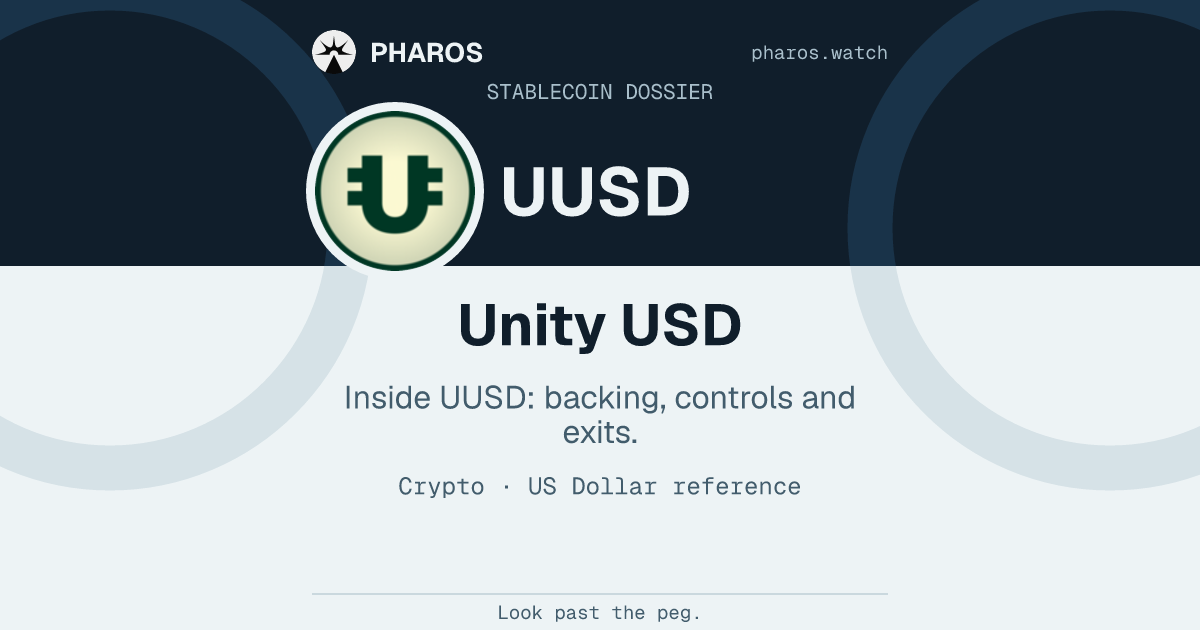 PHAROS
pharos.watch
STABLECOIN DOSSIER
UUSD
Unity USD
Inside UUSD: backing, controls and
exits.
Crypto · US Dollar reference
Look past the peg.